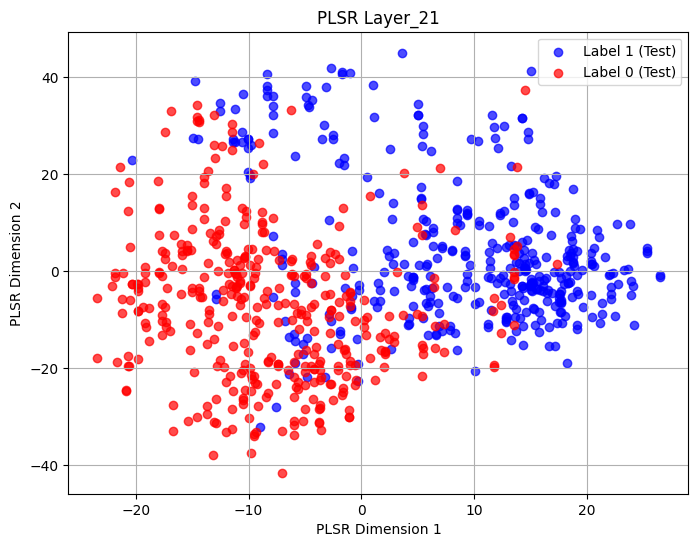 PLSR Layer_21
Label 1 (Test)
Label 0 (Test)
PLSR Dimension 2
40
20
0
−20
−40
−20
−10
0
10
20
PLSR Dimension 1